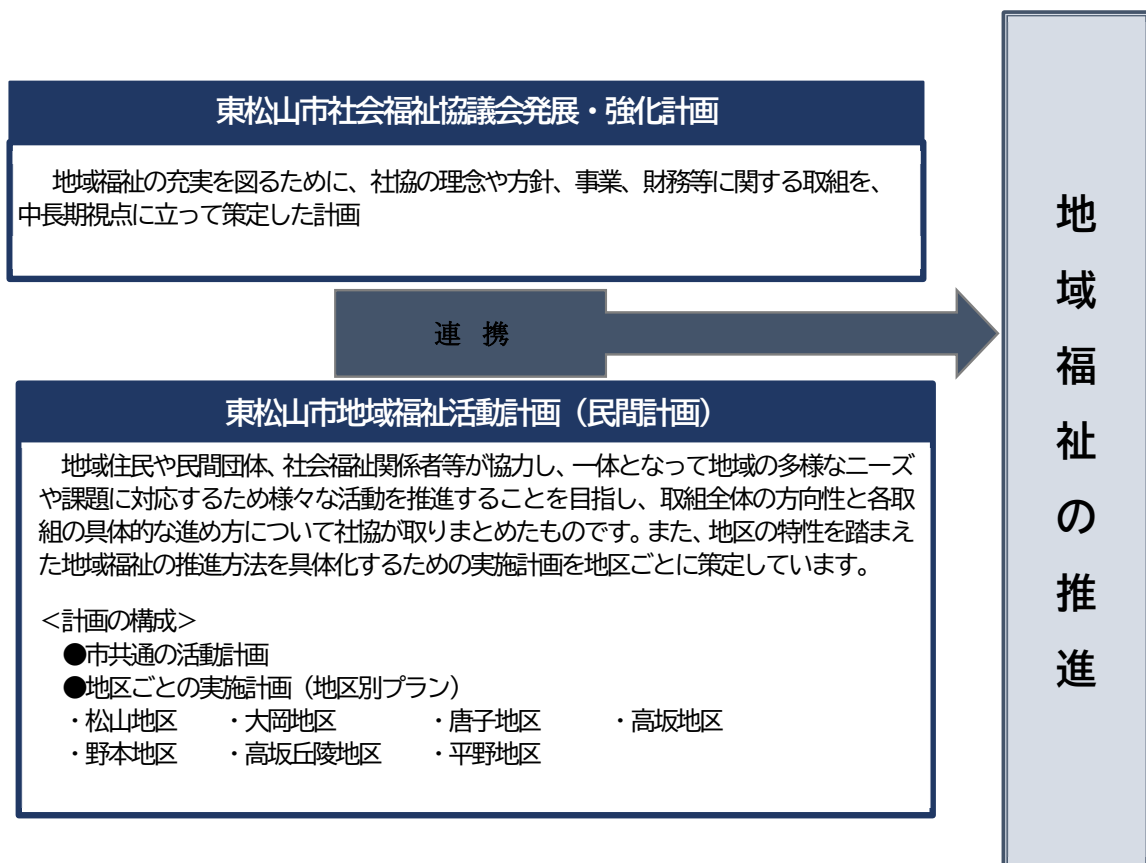 東松山市社会福祉協議会発展・強化計画
地域福祉の充実を図るために、社協の理念や方針、事業、財務等に関する取組を、
中長期視点に立って策定した計画
連 携
東松山市地域福祉活動計画（民間計画）
地域住民や民間団体、社会福祉関係者等が協力し、一体となって地域の多様なニーズ
や課題に対応するため様々な活動を推進することを目指し、取組全体の方向性と各取
組の具体的な進め方について社協が取りまとめたものです。また、地区の特性を踏まえ
た地域福祉の推進方法を具体化するための実施計画を地区ごとに策定しています。
＜計画の構成＞
●市共通の活動計画
●地区ごとの実施計画（地区別プラン）
・松山地区 ・大岡地区 ・唐子地区 ・高坂地区
・野本地区 ・高坂丘陵地区 ・平野地区
地域福祉の推進